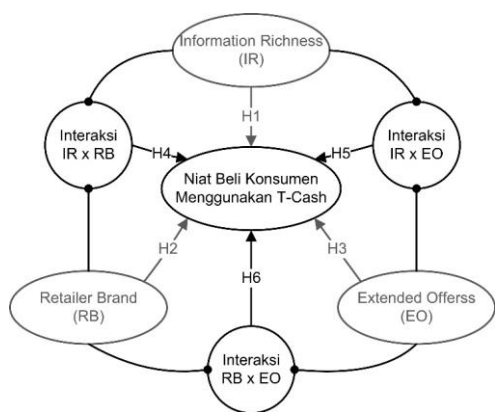 Information Richness
(IR)
H1
Interaksi
IR x RB
H4
H5
Interaksi
IR x EO
Niat Beli Konsumen
Menggunakan T-Cash
H2
H3
H6
Retailer Brand
(RB)
Extended Offerss
(EO)
Interaksi
RB x EO